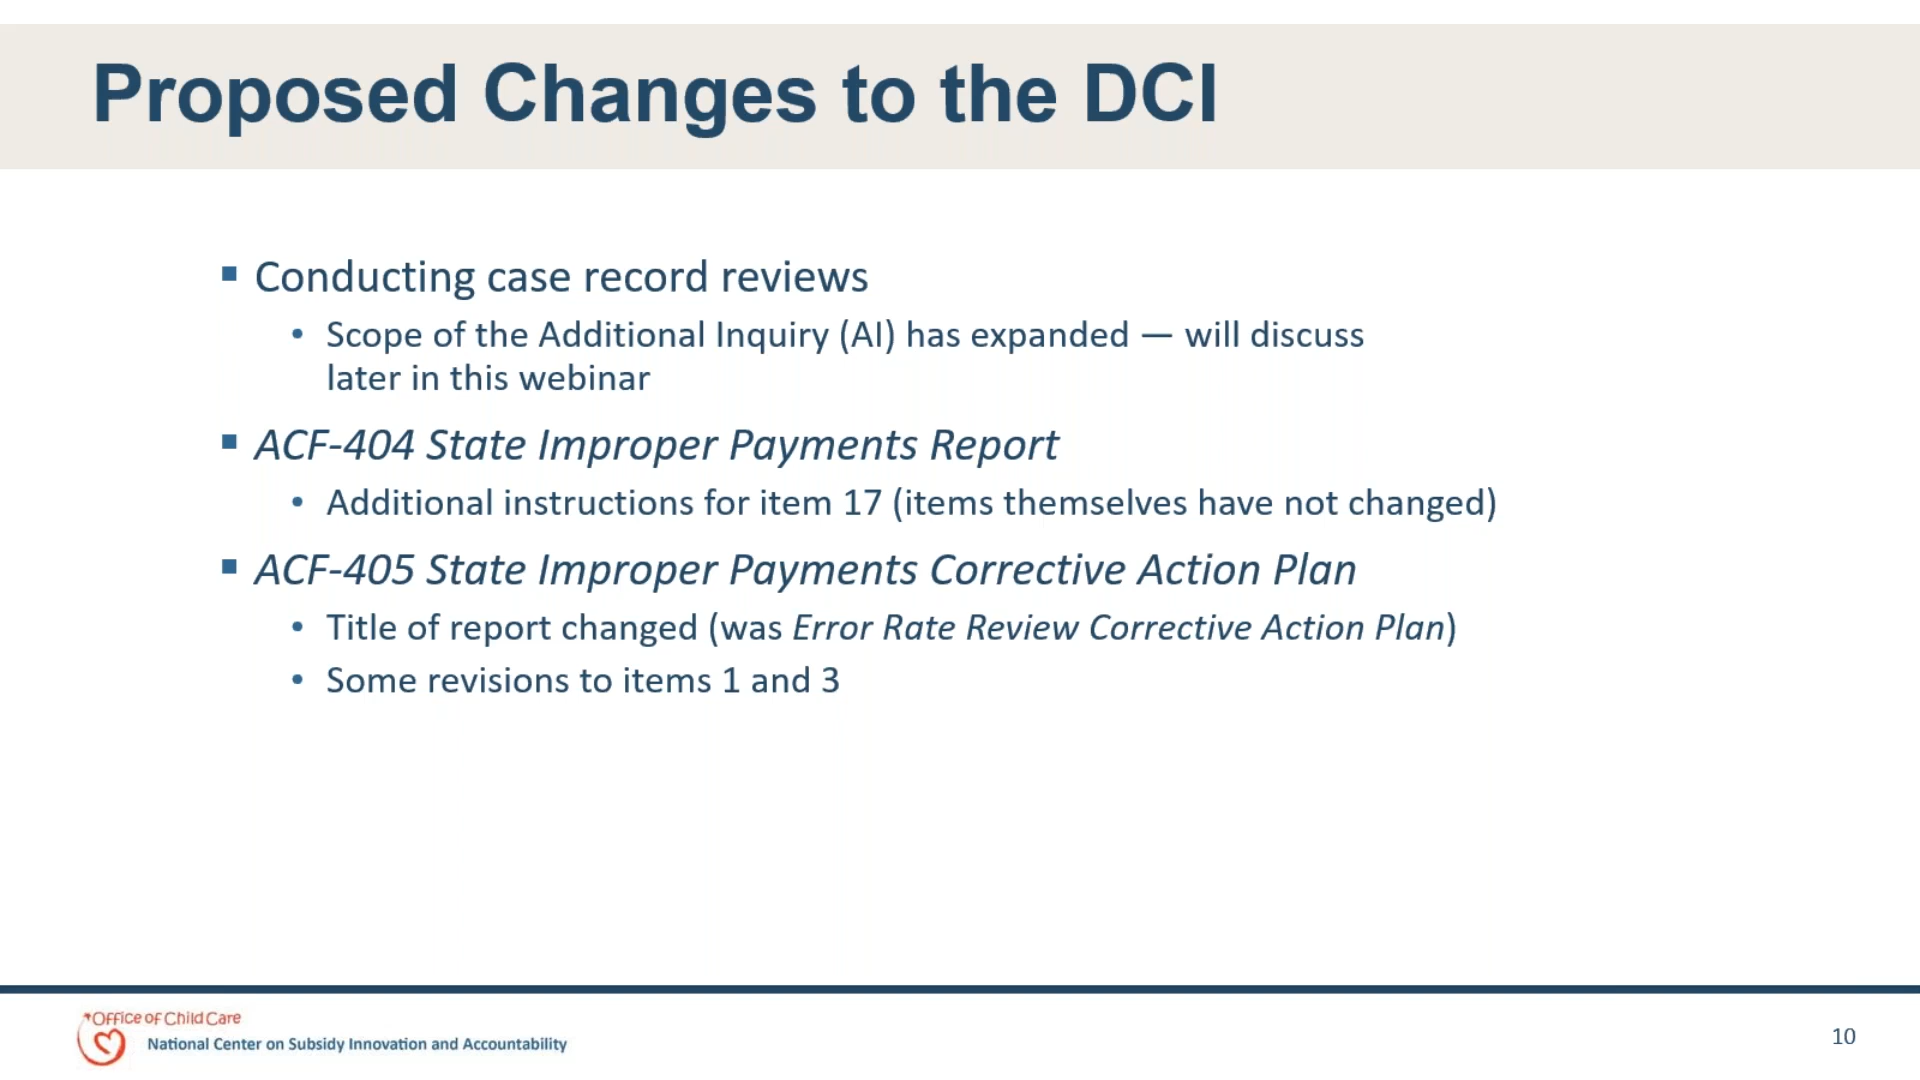 Proposed Changes to the DCI
▪ Conducting case record reviews
• Scope of the Additional Inquiry (AI) has expanded — will discuss
later in this webinar
▪ ACF-404 State Improper Payments Report
• Additional instructions for item 17 (items themselves have not changed)
▪ ACF-405 State Improper Payments Corrective Action Plan
• Title of report changed (was Error Rate Review Corrective Action Plan)
• Some revisions to items 1 and 3
Office of Child Care
National Center on Subsidy Innovation and Accountability
10